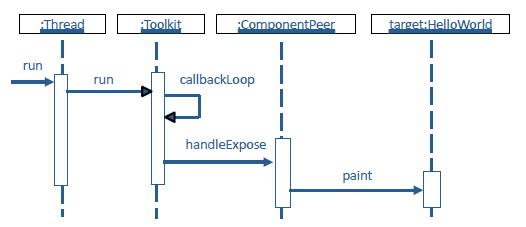 :Thread
:Toolkit
:ComponentPeer
target:HelloWorld
run
run
callbackLoop
handleExpose
paint